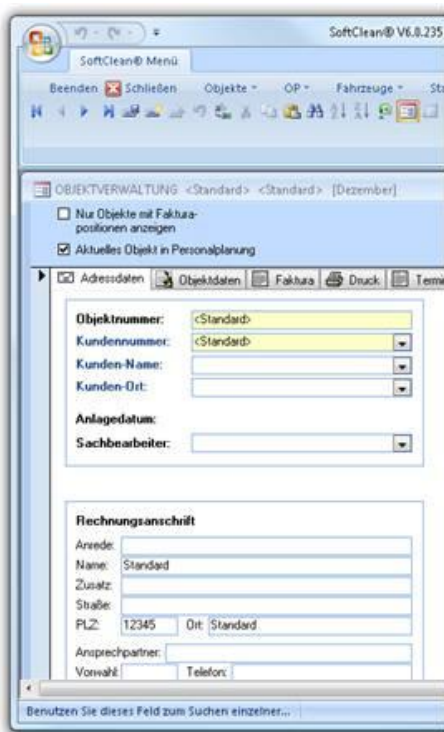 SoftClean® V6.0.235
SoftClean® Menü
Beenden Schließen Objekte OP Fahrzeuge
OBJEKTVERWALTUNG <Standard> <Standard> [Dezember]
Nur Objekte mit Faktura-
positionen anzeigen
Aktuelles Objekt in Personalplanung
Adressdaten Objektdaten Faktura Druck Termi
Objektnummer: <Standard>
Kundennummer: <Standard>
Kunden-Name:
Kunden-Ort:
Anlagedatum:
Sachbearbeiter:
Rechnungsanschrift
Anrede:
Name: Standard
Zusatz:
Straße:
PLZ: 12345 Ort: Standard
Ansprechpartner:
Vorwahl: Telefon:
Benutzen Sie dieses Feld zum Suchen einzelner...